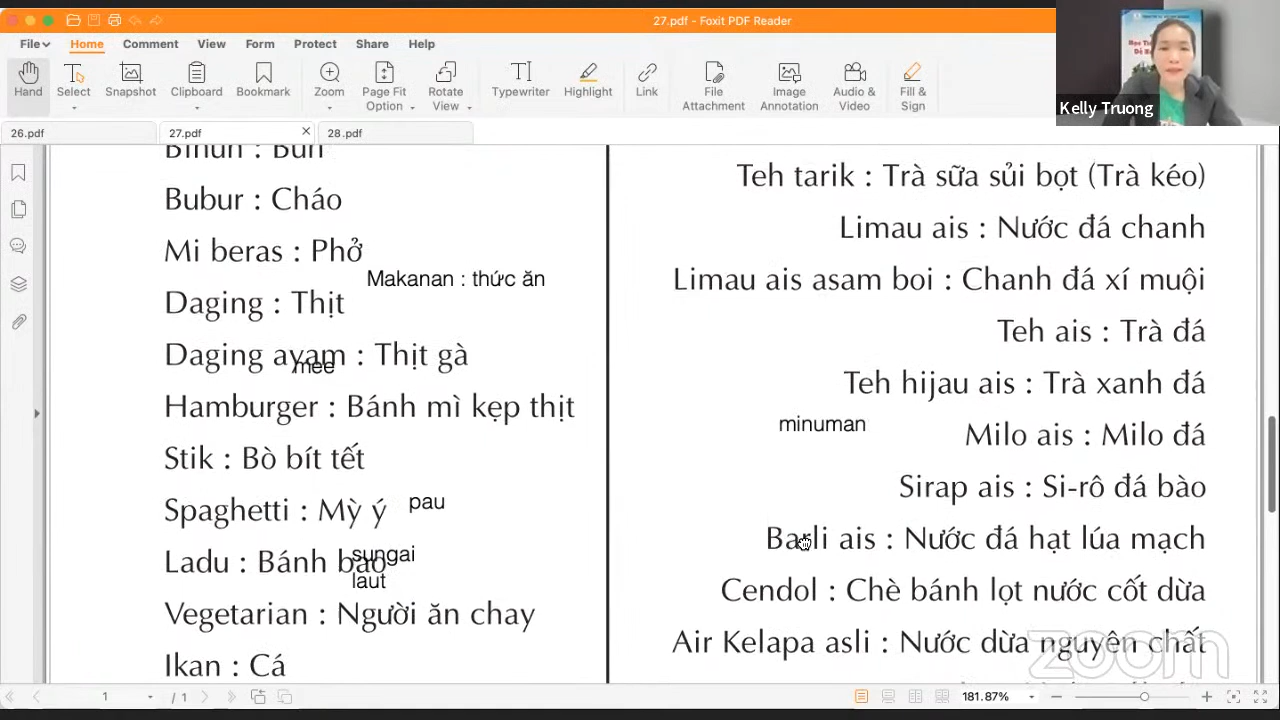 27.pdf - Foxit PDF Reader
File Home Comment View Form Protect Share Help
Hand Select Snapshot Clipboard Bookmark Zoom Page Fit Option Rotate View Typewriter Highlight Link File Attachment Image Annotation Audio & Video Fill & Sign
Kelly Truong
26.pdf 27.pdf 28.pdf
Bihun : Bún
Bubur : Cháo
Mi beras : Phở
Makanan : thức ăn
Daging : Thịt
Daging ayam : Thịt gà
mee
Hamburger : Bánh mì kẹp thịt
Stik : Bò bít tết
Spaghetti : Mỳ ý
pau
Ladu : Bánh bao
sungai
laut
Vegetarian : Người ăn chay
Ikan : Cá
Teh tarik : Trà sữa sủi bọt (Trà kéo)
Limau ais : Nước đá chanh
Limau ais asam boi : Chanh đá xí muội
Teh ais : Trà đá
Teh hijau ais : Trà xanh đá
minuman
Milo ais : Milo đá
Sirap ais : Si-rô đá bào
Barli ais : Nước đá hạt lúa mạch
Cendol : Chè bánh lọt nước cốt dừa
Air Kelapa asli : Nước dừa nguyên chất
zoom
1 / 1
181.87%